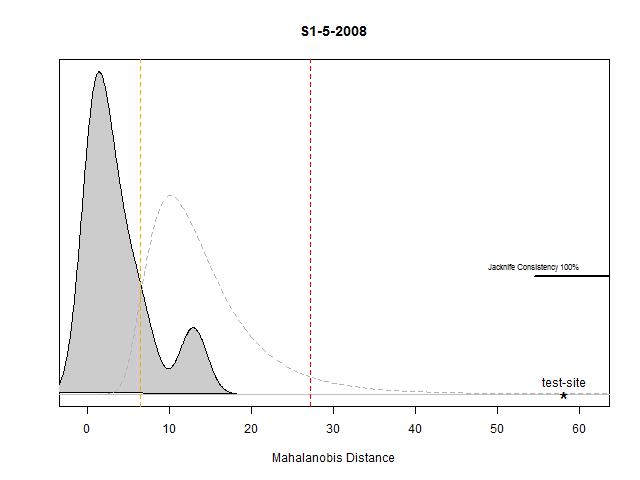 S1-5-2008
Jacknife Consistency 100%
test-site
*
0 10 20 30 40 50 60
Mahalanobis Distance